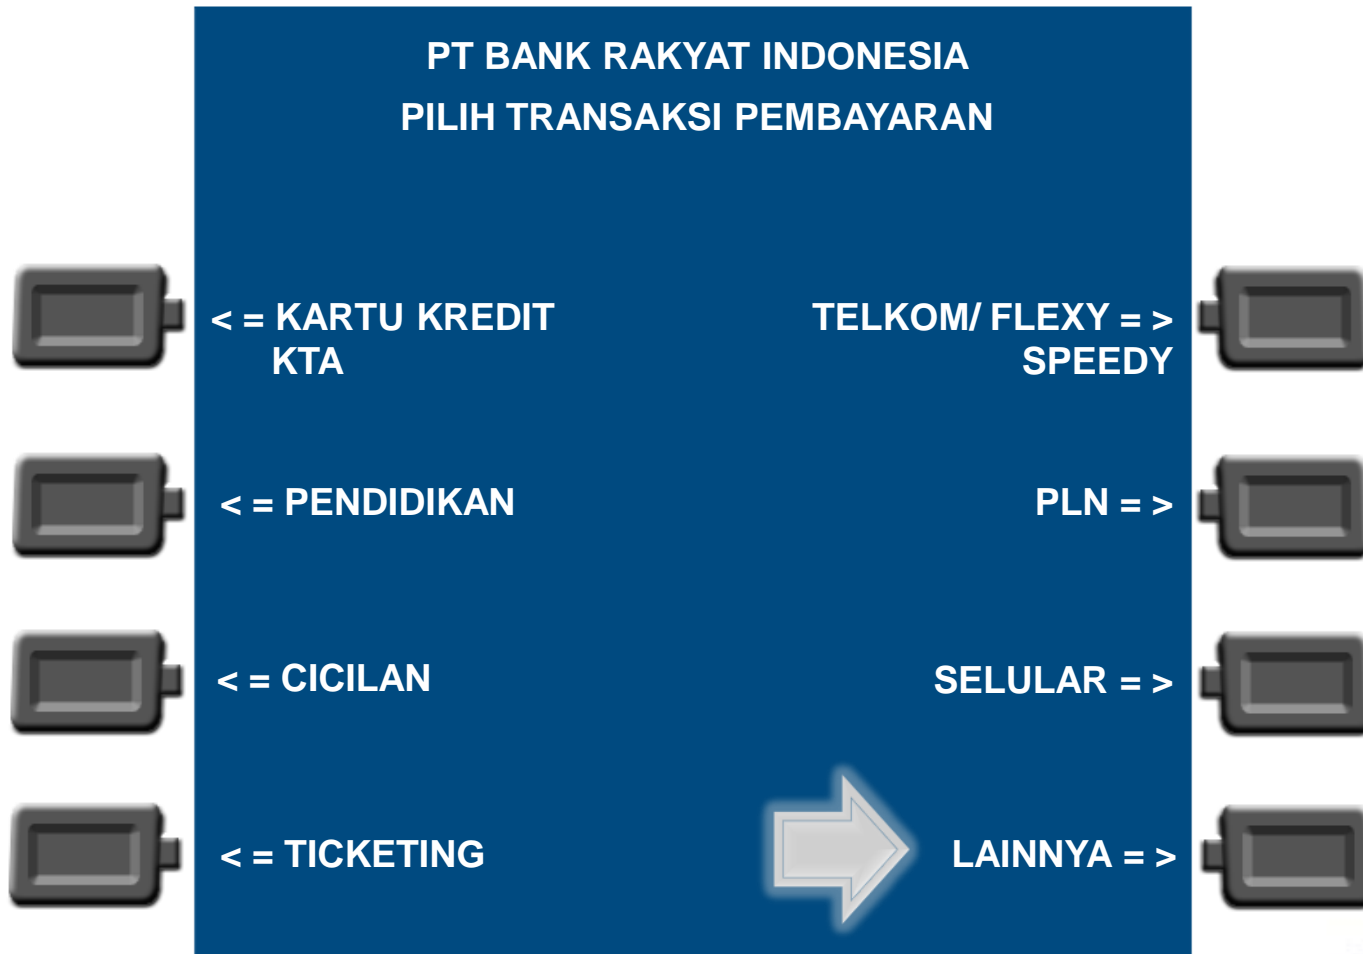 PT BANK RAKYAT INDONESIA
PILIH TRANSAKSI PEMBAYARAN
< = KARTU KREDIT
KTA
TELKOM/ FLEXY = >
SPEEDY
< = PENDIDIKAN
PLN = >
< = CICILAN
SELULAR = >
< = TICKETING
LAINNYA = >